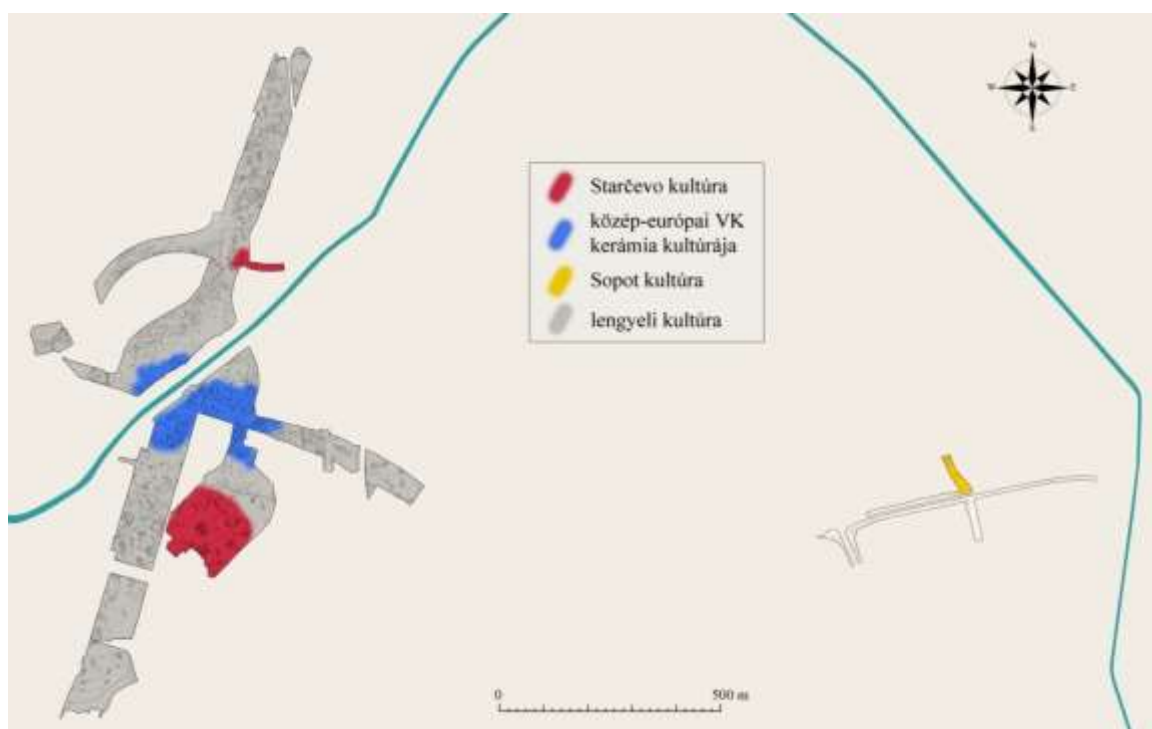 N
W
E
S
Starčevo kultúra
közép-európai VK
kerámia kultúrája
Sopot kultúra
lengyeli kultúra
0
500 m